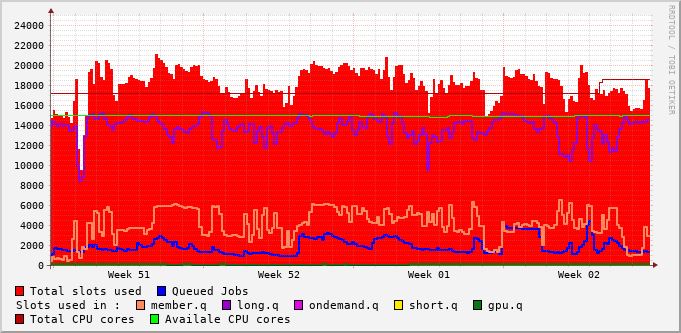 24000
22000
20000
18000
16000
14000
12000
10000
8000
6000
4000
2000
0
Week 51 Week 52 Week 01 Week 02
RRDTOOL / TOBI OETIKER
Total slots used Queued Jobs
Slots used in : member.q long.q ondemand.q short.q gpu.q
Total CPU cores Availale CPU cores